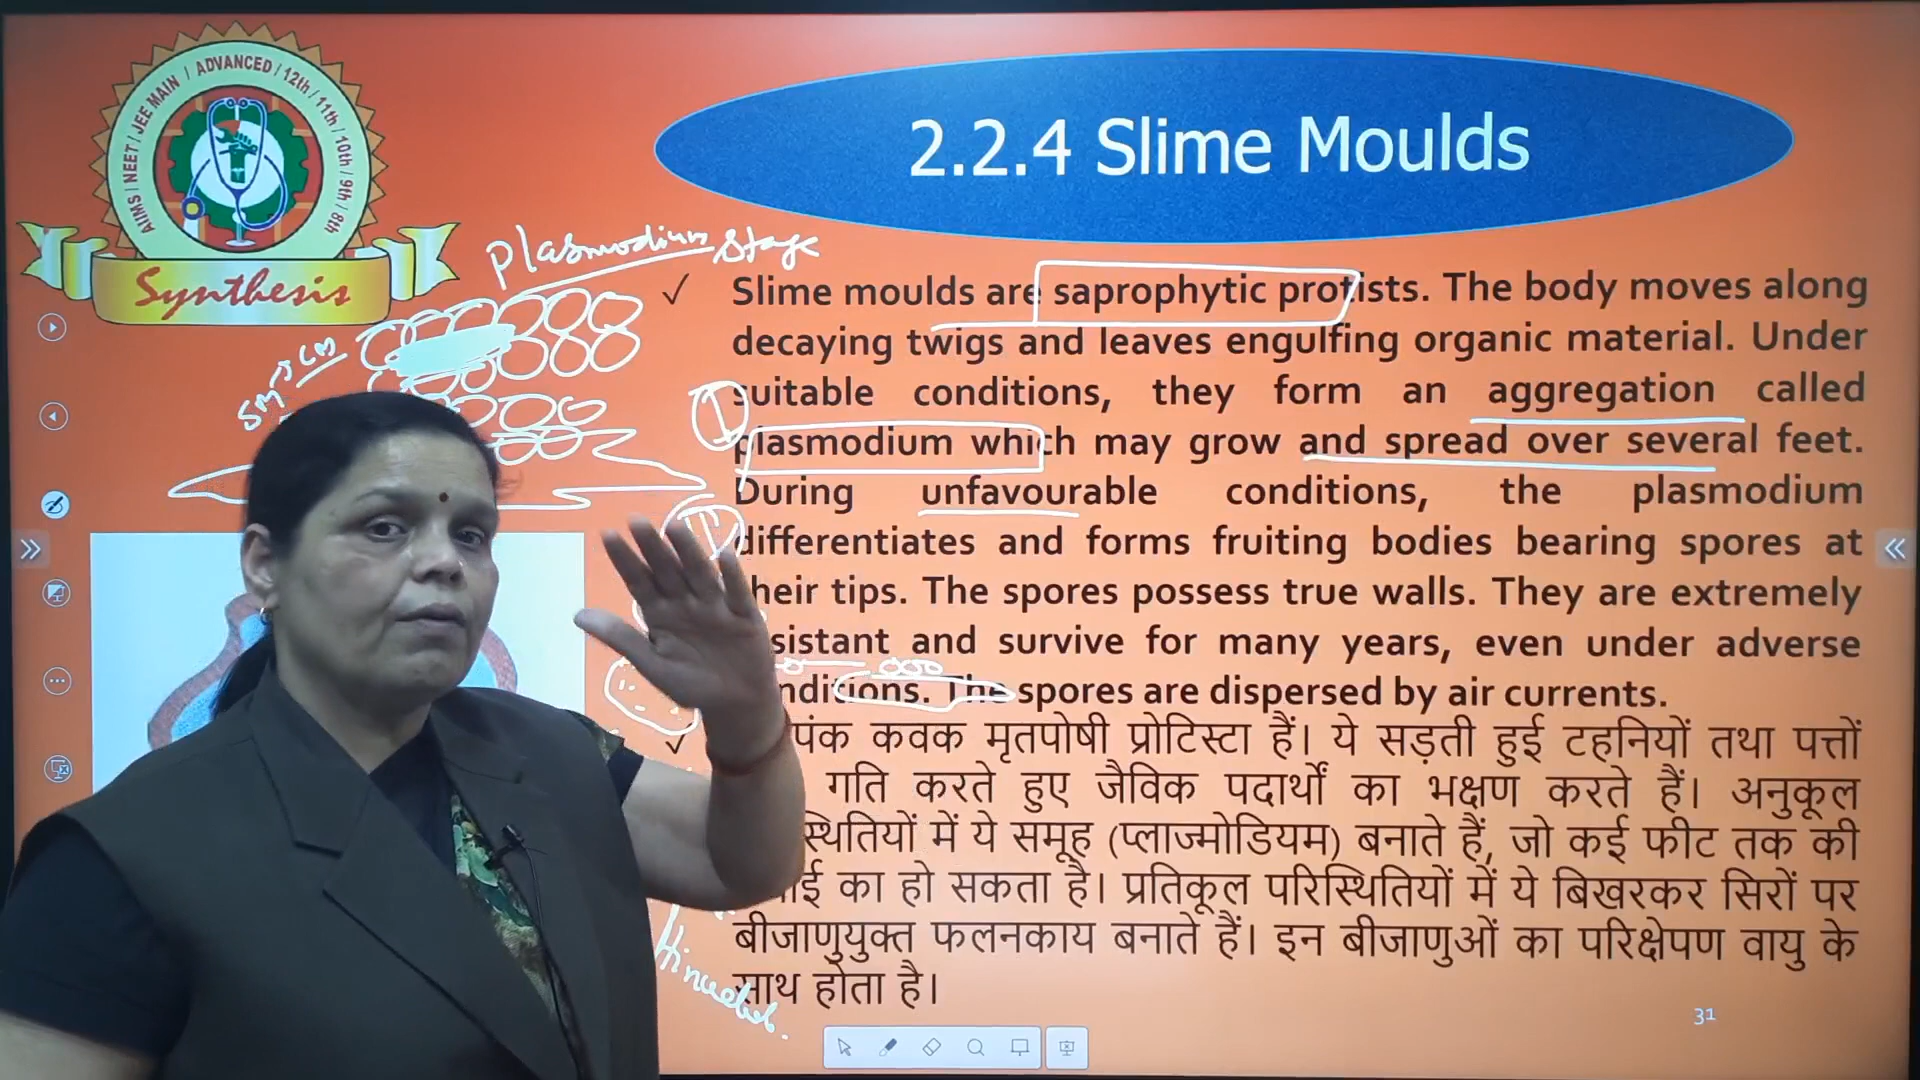 AIIMS | NEET | JEE MAIN | ADVANCED / 12th / 11th / 10th / 9th / 8th
Synthesis
2.2.4 Slime Moulds
Plasmodium Stage
✓ Slime moulds are saprophytic protists. The body moves along
decaying twigs and leaves engulfing organic material. Under
suitable conditions, they form an aggregation called
plasmodium which may grow and spread over several feet.
During unfavourable conditions, the plasmodium
differentiates and forms fruiting bodies bearing spores at
their tips. The spores possess true walls. They are extremely
sistant and survive for many years, even under adverse
nditions. The spores are dispersed by air currents.
✓ पंक कवक मृतपोषी प्रोटिस्टा हैं। ये सड़ती हुई टहनियों तथा पत्तों
गति करते हुए जैविक पदार्थों का भक्षण करते हैं। अनुकूल
स्थितियों में ये समूह (प्लाज्मोडियम) बनाते हैं, जो कई फीट तक की
ाई का हो सकता है। प्रतिकूल परिस्थितियों में ये बिखरकर सिरों पर
बीजाणुयुक्त फलनकाय बनाते हैं। इन बीजाणुओं का परिक्षेपण वायु के
साथ होता है।
31